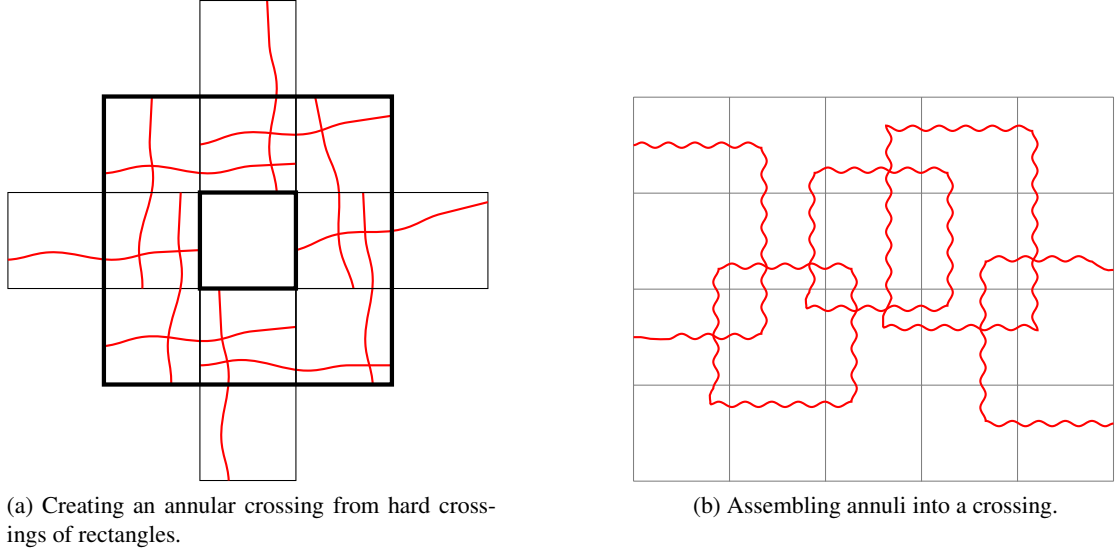 (a) Creating an annular crossing from hard cross-
ings of rectangles.
(b) Assembling annuli into a crossing.